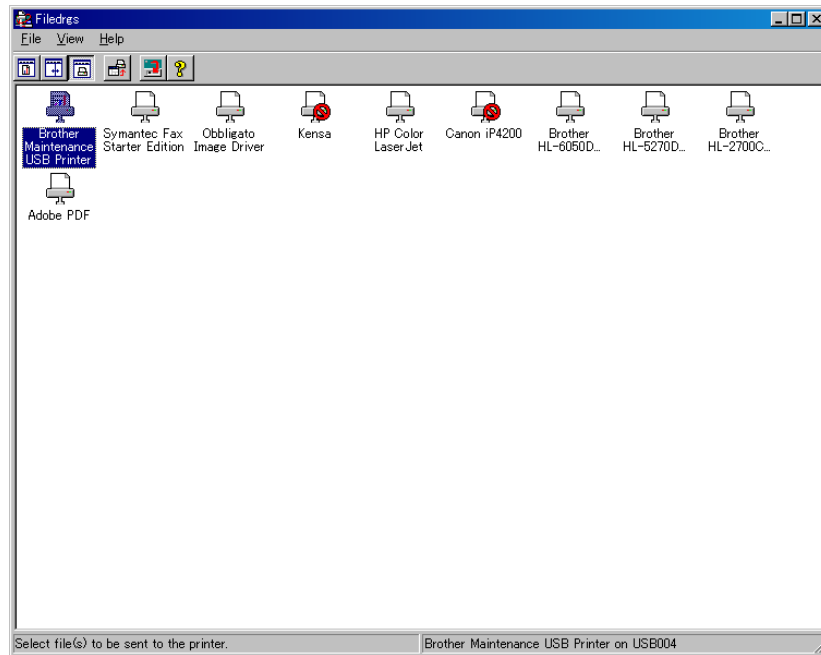 Filedrgs
File View Help
Brother Maintenance USB Printer
Symantec Fax Starter Edition
Obbligato Image Driver
Kensa
HP Color LaserJet
Canon iP4200
Brother HL-6050D...
Brother HL-5270D...
Brother HL-2700C...
Adobe PDF
Select file(s) to be sent to the printer.
Brother Maintenance USB Printer on USB004